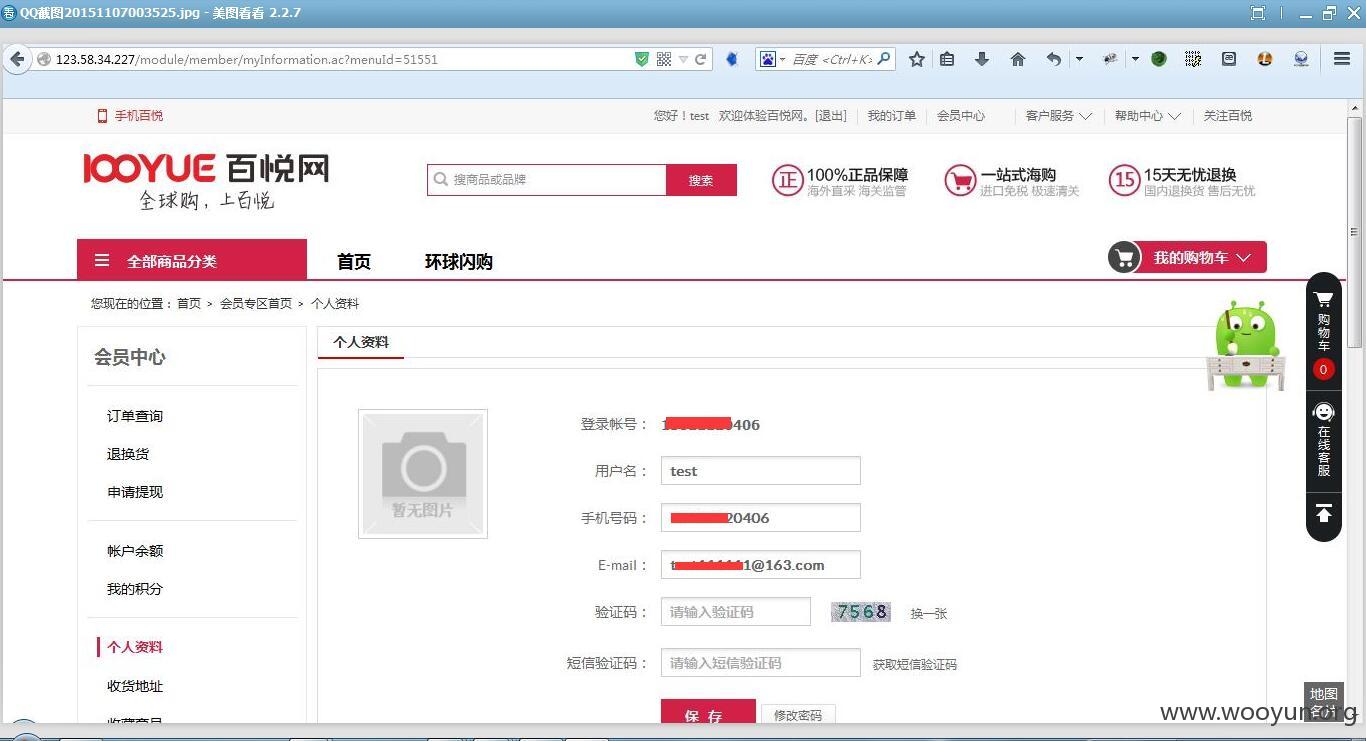 QQ截图20151107003525.jpg - 美图看看 2.2.7
123.58.34.227/module/member/myInformation.ac?menuId=51551
百度 <Ctrl+K>
手机百悦
您好！test 欢迎体验百悦网。[退出] 我的订单 会员中心 客户服务 帮助中心 关注百悦
100YUE 百悦网
全球购，上百悦
搜索商品或品牌 搜索
正 100%正品保障
海外直采 海关监管
一站式海购
进口免税 极速清关
15 15天无忧退换
国内退换货 售后无忧
全部商品分类 首页 环球闪购 我的购物车
您现在的位置： 首页 > 会员专区首页 > 个人资料
会员中心
订单查询
退换货
申请提现
帐户余额
我的积分
个人资料
收货地址
收藏商品
个人资料
暂无图片
登录帐号： 406
用户名： test
手机号码： 20406
E-mail： 1@163.com
验证码： 请输入验证码 7568 换一张
短信验证码： 请输入短信验证码 获取短信验证码
保 存 修改密码
购物车
0
在线客服
地图
名片
www.wooyun.org